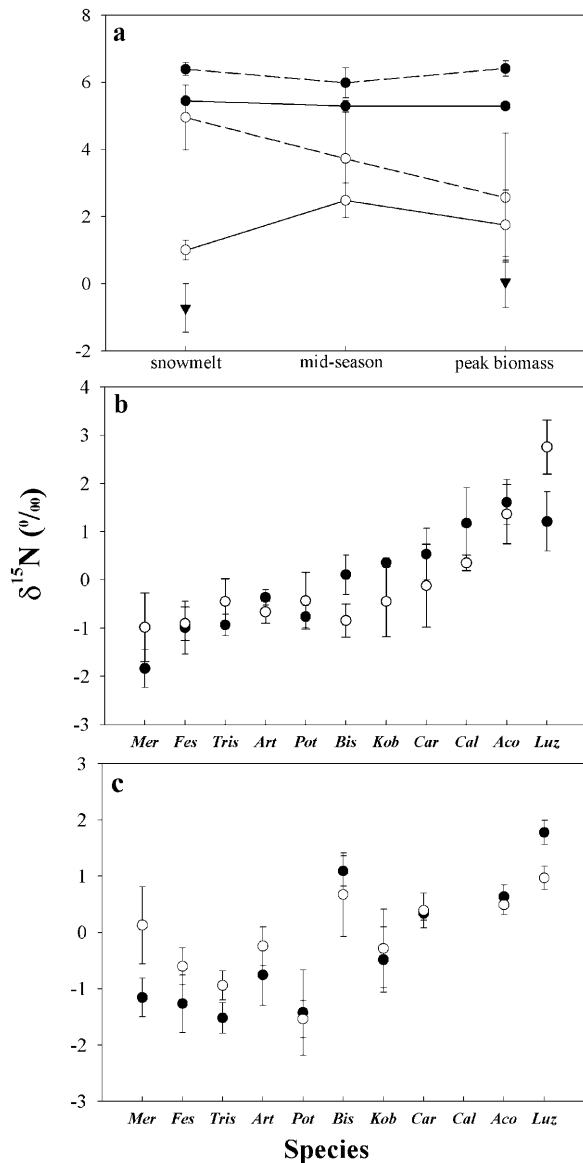 a
8
6
4
2
0
-2
snowmelt mid-season peak biomass
b
4
3
2
1
0
-1
-2
-3
Mer Fes Tris Art Pot Bis Kob Car Cal Aco Luz
δ¹⁵N (⁰/₀₀)
c
3
2
1
0
-1
-2
-3
Mer Fes Tris Art Pot Bis Kob Car Cal Aco Luz
Species